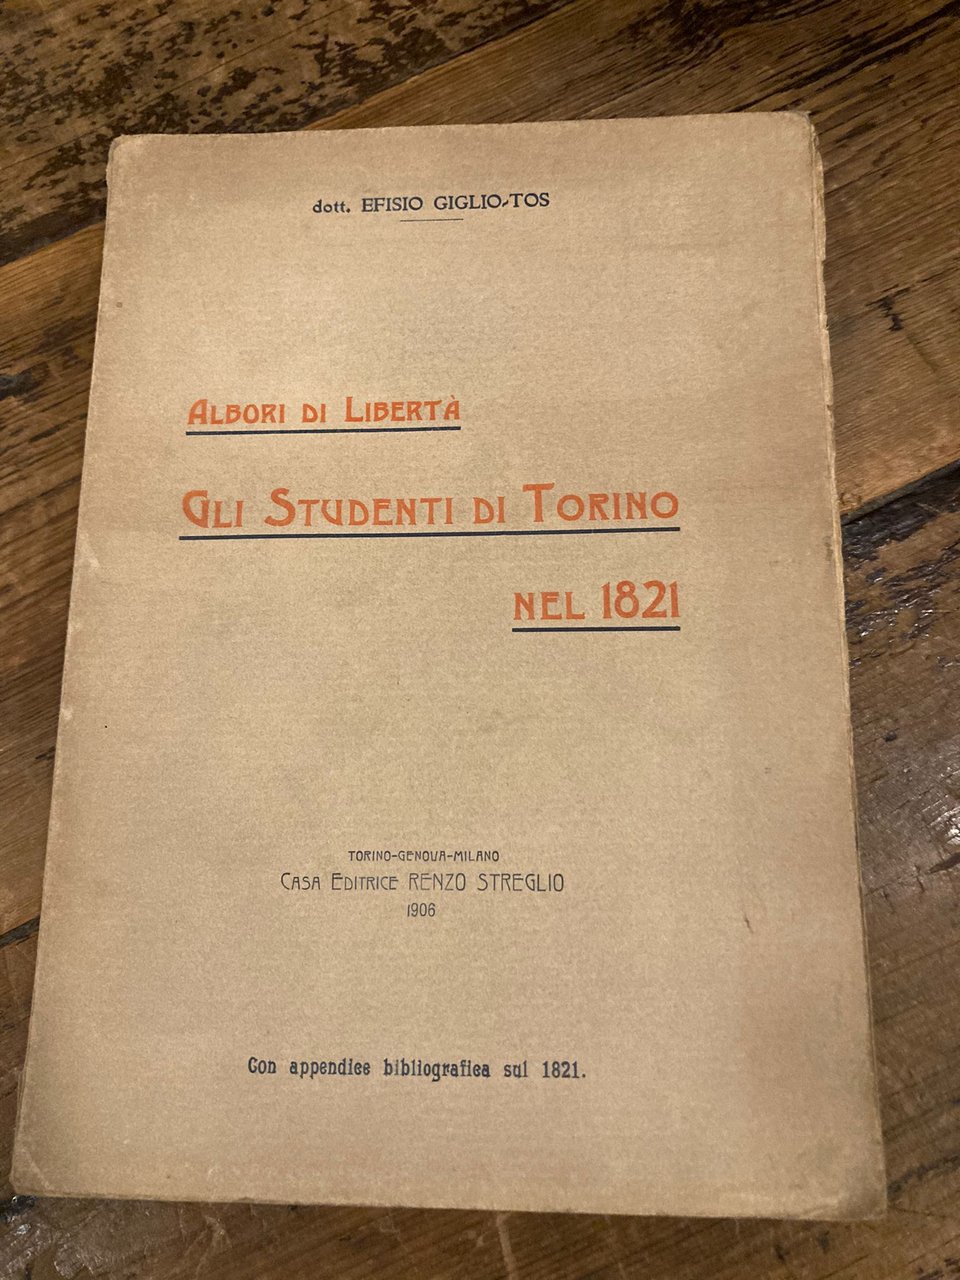 dott. EFISIO GIGLIO-TOS
ALBORI DI LIBERTÀ
GLI STUDENTI DI TORINO
NEL 1821
TORINO-GENOVA-MILANO
CASA EDITRICE RENZO STREGLIO
1906
Con appendice bibliografica sul 1821.